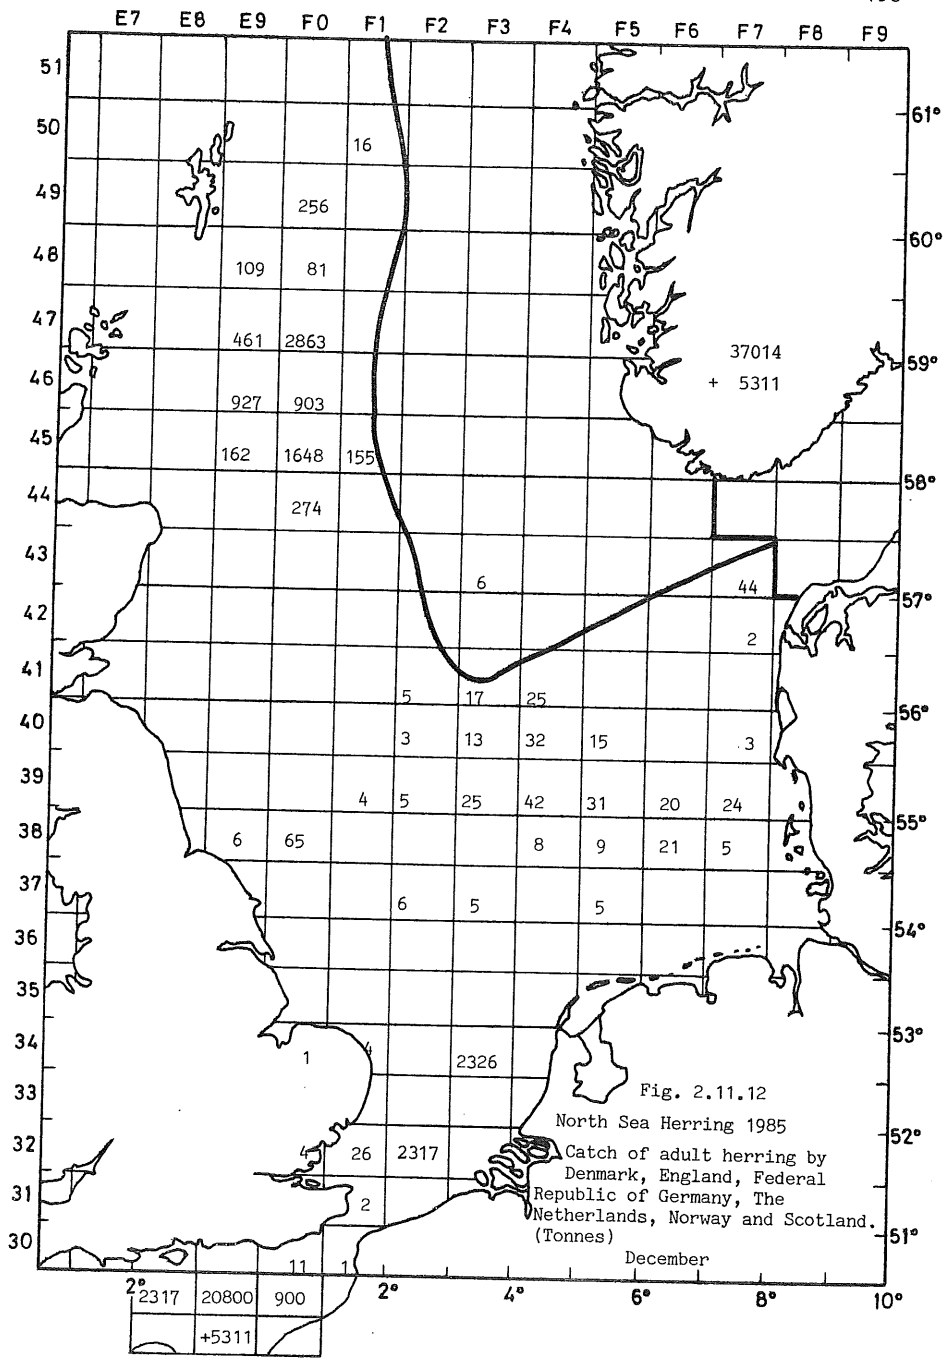 E7 E8 E9 F0 F1 F2 F3 F4 F5 F6 F7 F8 F9
51
61°
50
16
49
256
60°
48
109 81
47
461 2863
37014
59°
+ 5311
46
927 903
45
162 1648 155
58°
44
274
43
6
44
57°
42
2
41
5 17 25
56°
40
3 13 32 15 3
39
4 5 25 42 31 20 24
55°
38
6 65 8 9 21 5
37
6 5 5
54°
36
35
53°
34
1 4 2326
33
Fig. 2.11.12
North Sea Herring 1985
52°
32
4 26 2317
Catch of adult herring by
Denmark, England, Federal
Republic of Germany, The
Netherlands, Norway and Scotland.
(Tonnes)
31
2
51°
30
December
11 1
2° 2° 4° 6° 8° 10°
2317 20800 900
+5311